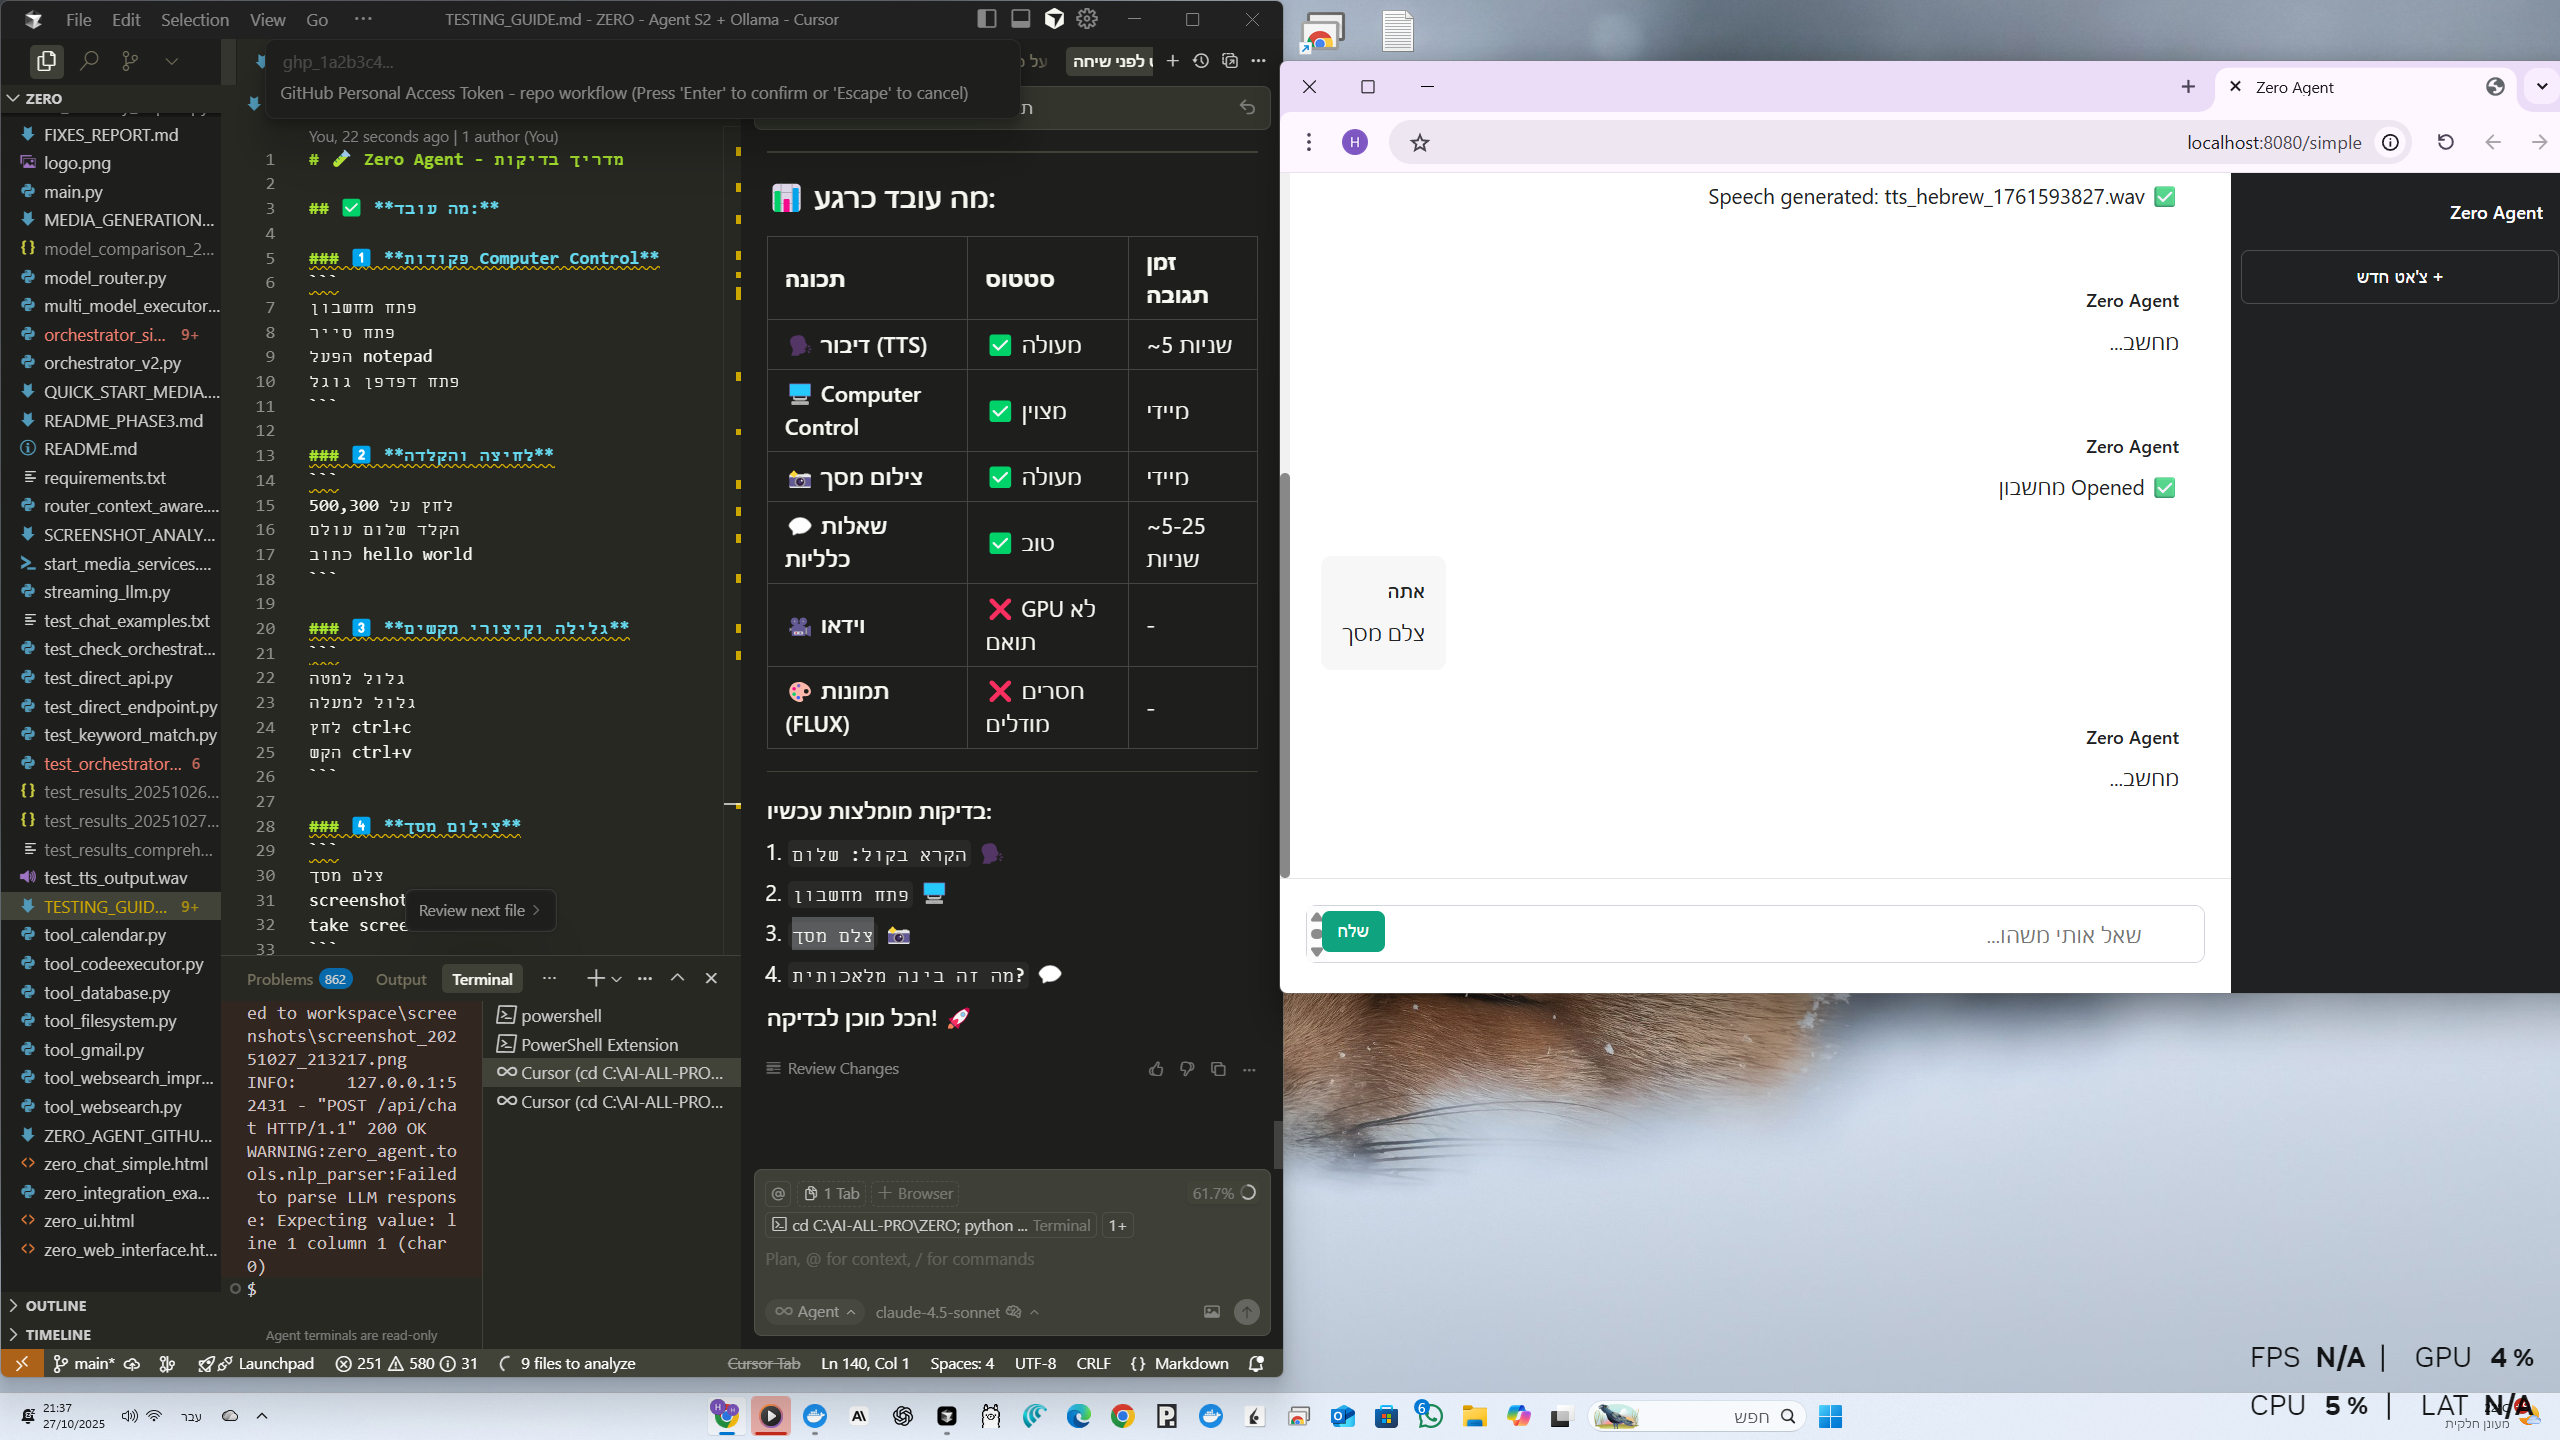 File Edit Selection View Go ··· TESTING_GUIDE.md - ZERO - Agent S2 + Ollama - Cursor
ghp_1a2b3c4...
GitHub Personal Access Token - repo workflow (Press 'Enter' to confirm or 'Escape' to cancel)
ZERO
FIXES_REPORT.md
logo.png
main.py
MEDIA_GENERATION...
model_comparison_2...
model_router.py
multi_model_executor...
orchestrator_si... 9+
orchestrator_v2.py
QUICK_START_MEDIA....
README_PHASE3.md
README.md
requirements.txt
router_context_aware....
SCREENSHOT_ANALY...
start_media_services....
streaming_llm.py
test_chat_examples.txt
test_check_orchestrat...
test_direct_api.py
test_direct_endpoint.py
test_keyword_match.py
test_orchestrator... 6
test_results_20251026...
test_results_20251027...
test_results_compreh...
test_tts_output.wav
TESTING_GUID... 9+
tool_calendar.py
tool_codeexecutor.py
tool_database.py
tool_filesystem.py
tool_gmail.py
tool_websearch_impr...
tool_websearch.py
ZERO_AGENT_GITHU...
zero_chat_simple.html
zero_integration_exa...
zero_ui.html
zero_web_interface.ht...
OUTLINE
TIMELINE
You, 22 seconds ago | 1 author (You)
1 # 🧪 Zero Agent - מדריך בדיקות
2
3 ## ✅ **מה עובד:**
4
5 ### 1️⃣ **פקודות Computer Control**
6 ```
7 פתח מחשבון
8 פתח סייר
9 הפעל notepad
10 פתח דפדפן גוגל
11 ```
12
13 ### 2️⃣ **לחיצה והקלדה**
14 ```
15 לחץ על 500,300
16 הקלד שלום עולם
17 כתוב hello world
18 ```
19
20 ### 3️⃣ **גלילה וקיצורי מקשים**
21 ```
22 גלול למטה
23 גלול למעלה
24 לחץ ctrl+c
25 הקש ctrl+v
26 ```
27
28 ### 4️⃣ **צילום מסך**
29 ```
30 צלם מסך
31 screenshot
32 take scree
33 ```
Review next file
Problems 862 Output Terminal ···
ed to workspace\scree
nshots\screenshot_202
51027_213217.png
INFO: 127.0.0.1:5
2431 - "POST /api/cha
t HTTP/1.1" 200 OK
WARNING:zero_agent.to
ols.nlp_parser:Failed
to parse LLM respons
e: Expecting value: l
ine 1 column 1 (char
0)
$
Agent terminals are read-only
powershell
PowerShell Extension
Cursor (cd C:\AI-ALL-PRO...
Cursor (cd C:\AI-ALL-PRO...
ט לפני שיחה
📊 מה עובד כרגע:
תכונה סטטוס זמן תגובה
🗣️ דיבור (TTS) ✅ מעולה ~5 שניות
🖥️ Computer Control ✅ מצוין מיידי
📸 צילום מסך ✅ מעולה מיידי
💬 שאלות כלליות ✅ טוב ~5-25 שניות
🎥 וידאו ❌ GPU לא תואם -
🎨 תמונות (FLUX) ❌ חסרים מודלים -
בדיקות מומלצות עכשיו:
1. הקרא בקול: שלום 🗣️
2. פתח מחשבון 🖥️
3. צלם מסך 📸
4. מה זה בינה מלאכותית? 💬
הכל מוכן לבדיקה! 🚀
Review Changes
@ 1 Tab + Browser 61.7%
cd C:\AI-ALL-PRO\ZERO; python ... Terminal 1+
Plan, @ for context, / for commands
Agent claude-4.5-sonnet
main* Launchpad 251 580 31 9 files to analyze Cursor Tab Ln 140, Col 1 Spaces: 4 UTF-8 CRLF {} Markdown
Zero Agent
H localhost:8080/simple
Speech generated: tts_hebrew_1761593827.wav ✅
Zero Agent
מחשב...
Zero Agent
✅ Opened מחשבון
אתה
צלם מסך
Zero Agent
מחשב...
שאל אותי משהו...
שלח
Zero Agent
+ צ'אט חדש
FPS N/A | GPU 4 %
CPU 5 % | LAT N/A
21:37
27/10/2025
עבר
6
חפש
מעונן חלקית